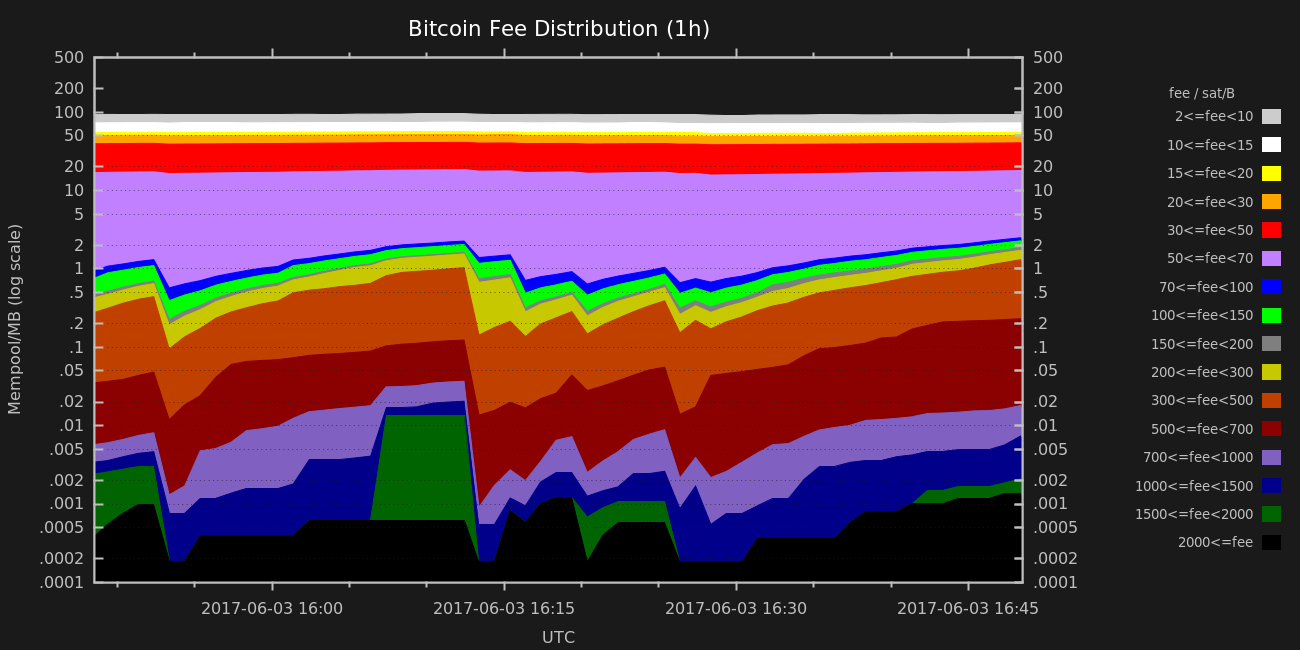 Bitcoin Fee Distribution (1h)
Mempool/MB (log scale)
500
200
100
50
20
10
5
2
1
.5
.2
.1
.05
.02
.01
.005
.002
.001
.0005
.0002
.0001
500
200
100
50
20
10
5
2
1
.5
.2
.1
.05
.02
.01
.005
.002
.001
.0005
.0002
.0001
2017-06-03 16:00
2017-06-03 16:15
2017-06-03 16:30
2017-06-03 16:45
UTC
fee / sat/B
2<=fee<10
10<=fee<15
15<=fee<20
20<=fee<30
30<=fee<50
50<=fee<70
70<=fee<100
100<=fee<150
150<=fee<200
200<=fee<300
300<=fee<500
500<=fee<700
700<=fee<1000
1000<=fee<1500
1500<=fee<2000
2000<=fee